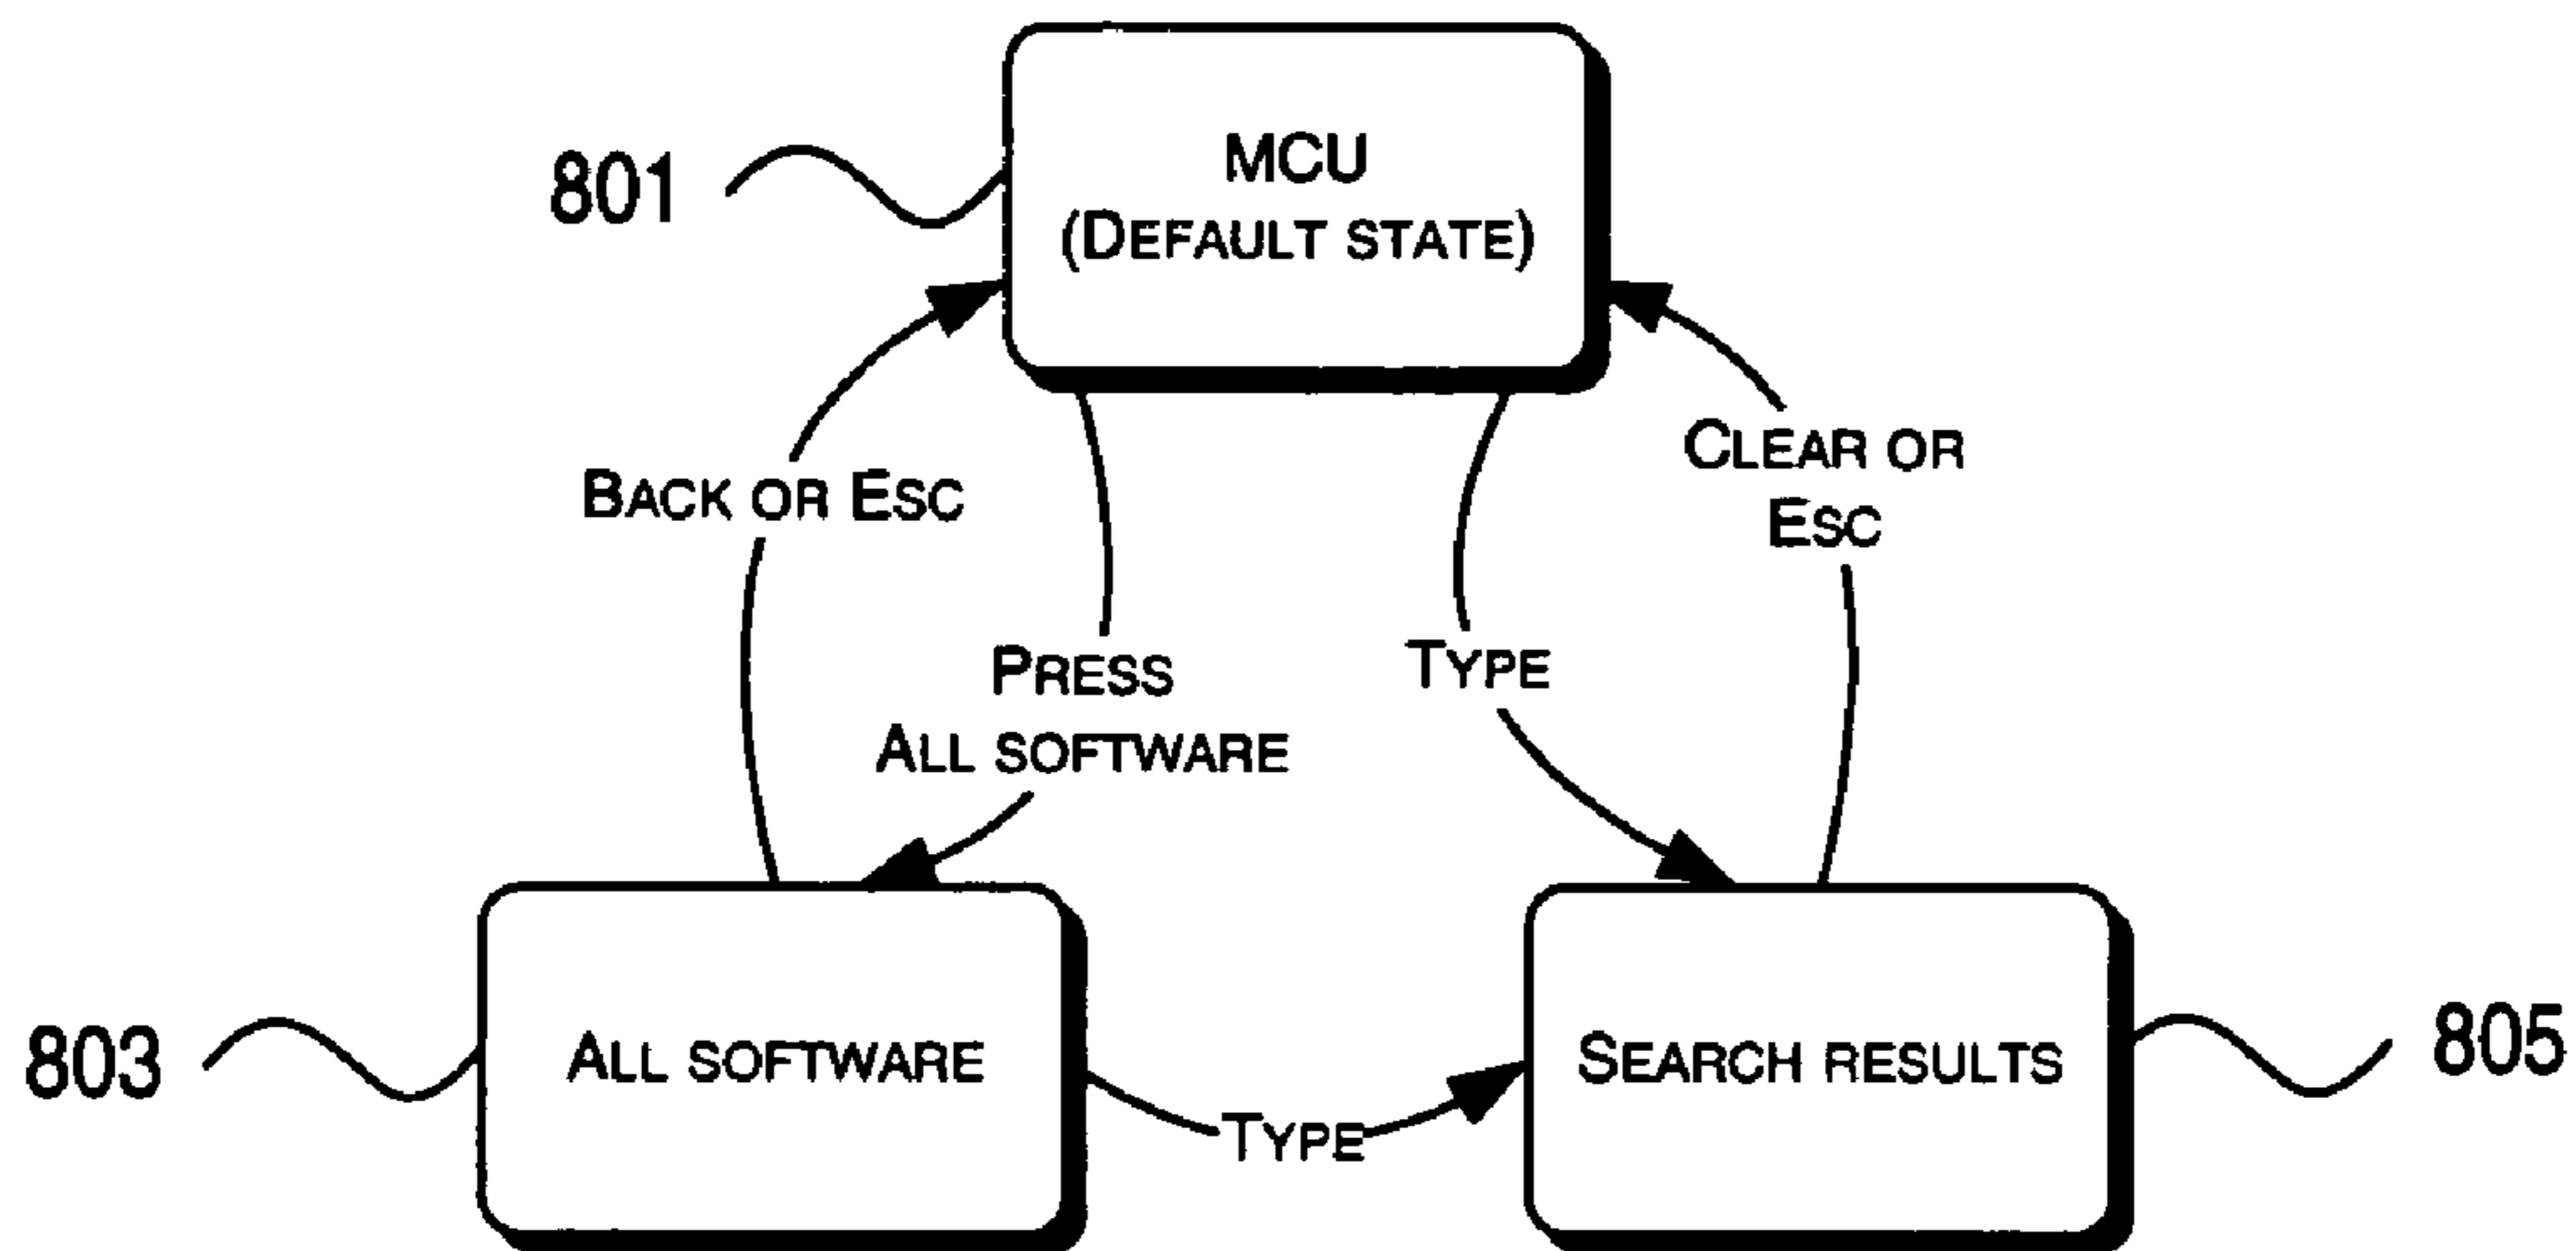 MCU
(DEFAULT STATE)
801
BACK OR ESC
CLEAR OR
ESC
PRESS
ALL SOFTWARE
TYPE
803
ALL SOFTWARE
TYPE
SEARCH RESULTS
805